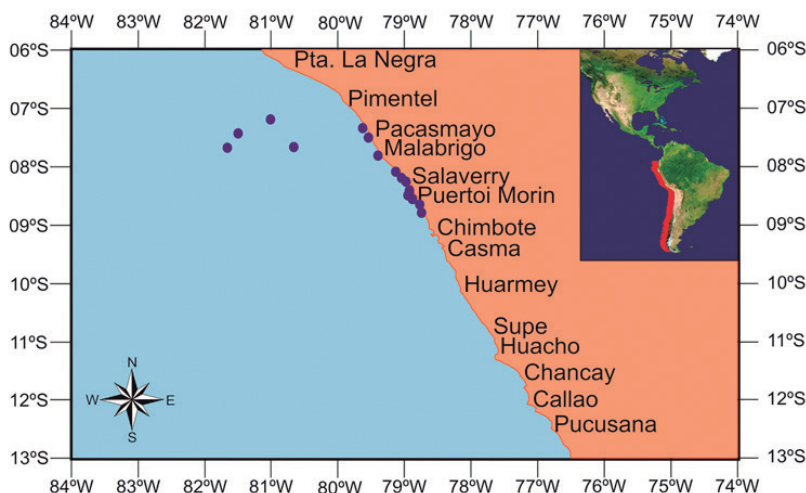 84ºW 83ºW 82ºW 81ºW 80ºW 79ºW 78ºW 77ºW 76ºW 75ºW 74ºW
06ºS 06ºS
Pta. La Negra
07ºS Pimentel 07ºS
Pacasmayo
Malabrigo
08ºS Salaverry 08ºS
Puertoi Morin
09ºS Chimbote 09ºS
Casma
10ºS Huarmey 10ºS
11ºS Supe 11ºS
Huacho
Chancay
N
W E
S
12ºS Callao 12ºS
Pucusana
13ºS 13ºS
84ºW 83ºW 82ºW 81ºW 80ºW 79ºW 78ºW 77ºW 76ºW 75ºW 74ºW